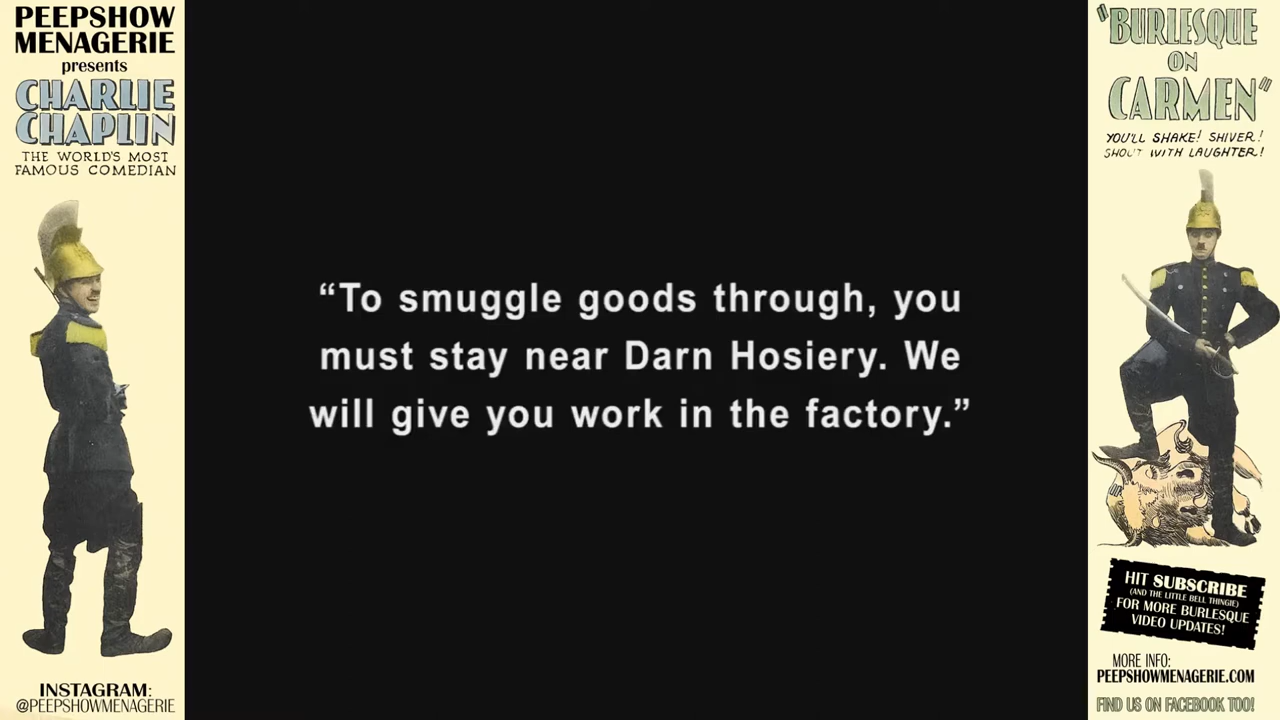 PEEPSHOW
MENAGERIE
presents
CHARLIE
CHAPLIN
THE WORLD'S MOST
FAMOUS COMEDIAN
INSTAGRAM:
@PEEPSHOWMENAGERIE
“To smuggle goods through, you
must stay near Darn Hosiery. We
will give you work in the factory.”
"BURLESQUE
ON
CARMEN"
YOU'LL SHAKE! SHIVER!
SHOUT WITH LAUGHTER!
HIT SUBSCRIBE
(AND THE LITTLE BELL THINGIE)
FOR MORE BURLESQUE
VIDEO UPDATES!
MORE INFO:
PEEPSHOWMENAGERIE.COM
FIND US ON FACEBOOK TOO!